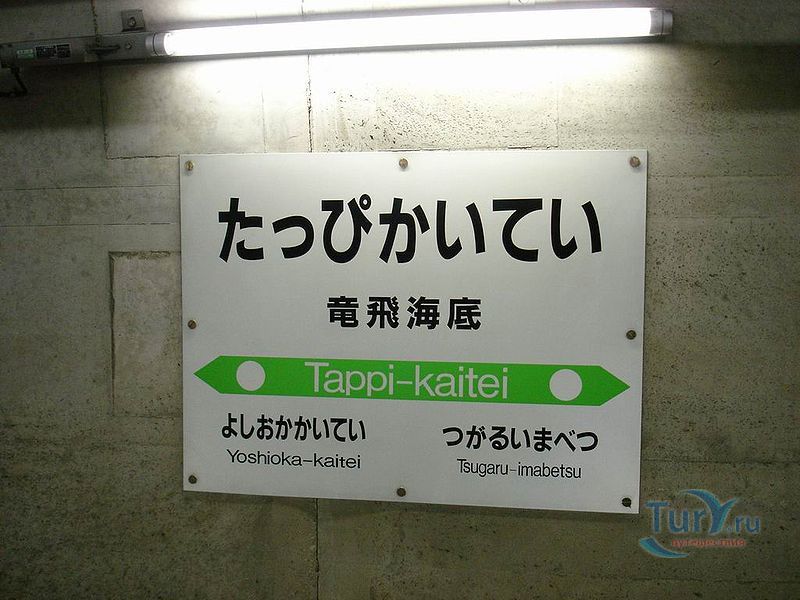 たっぴかいてい
竜飛海底
Tappi-kaitei
よしおかかいてい
つがるいまべつ
Yoshioka-kaitei
Tsugaru-imabetsu
Tury.ru
путешествия